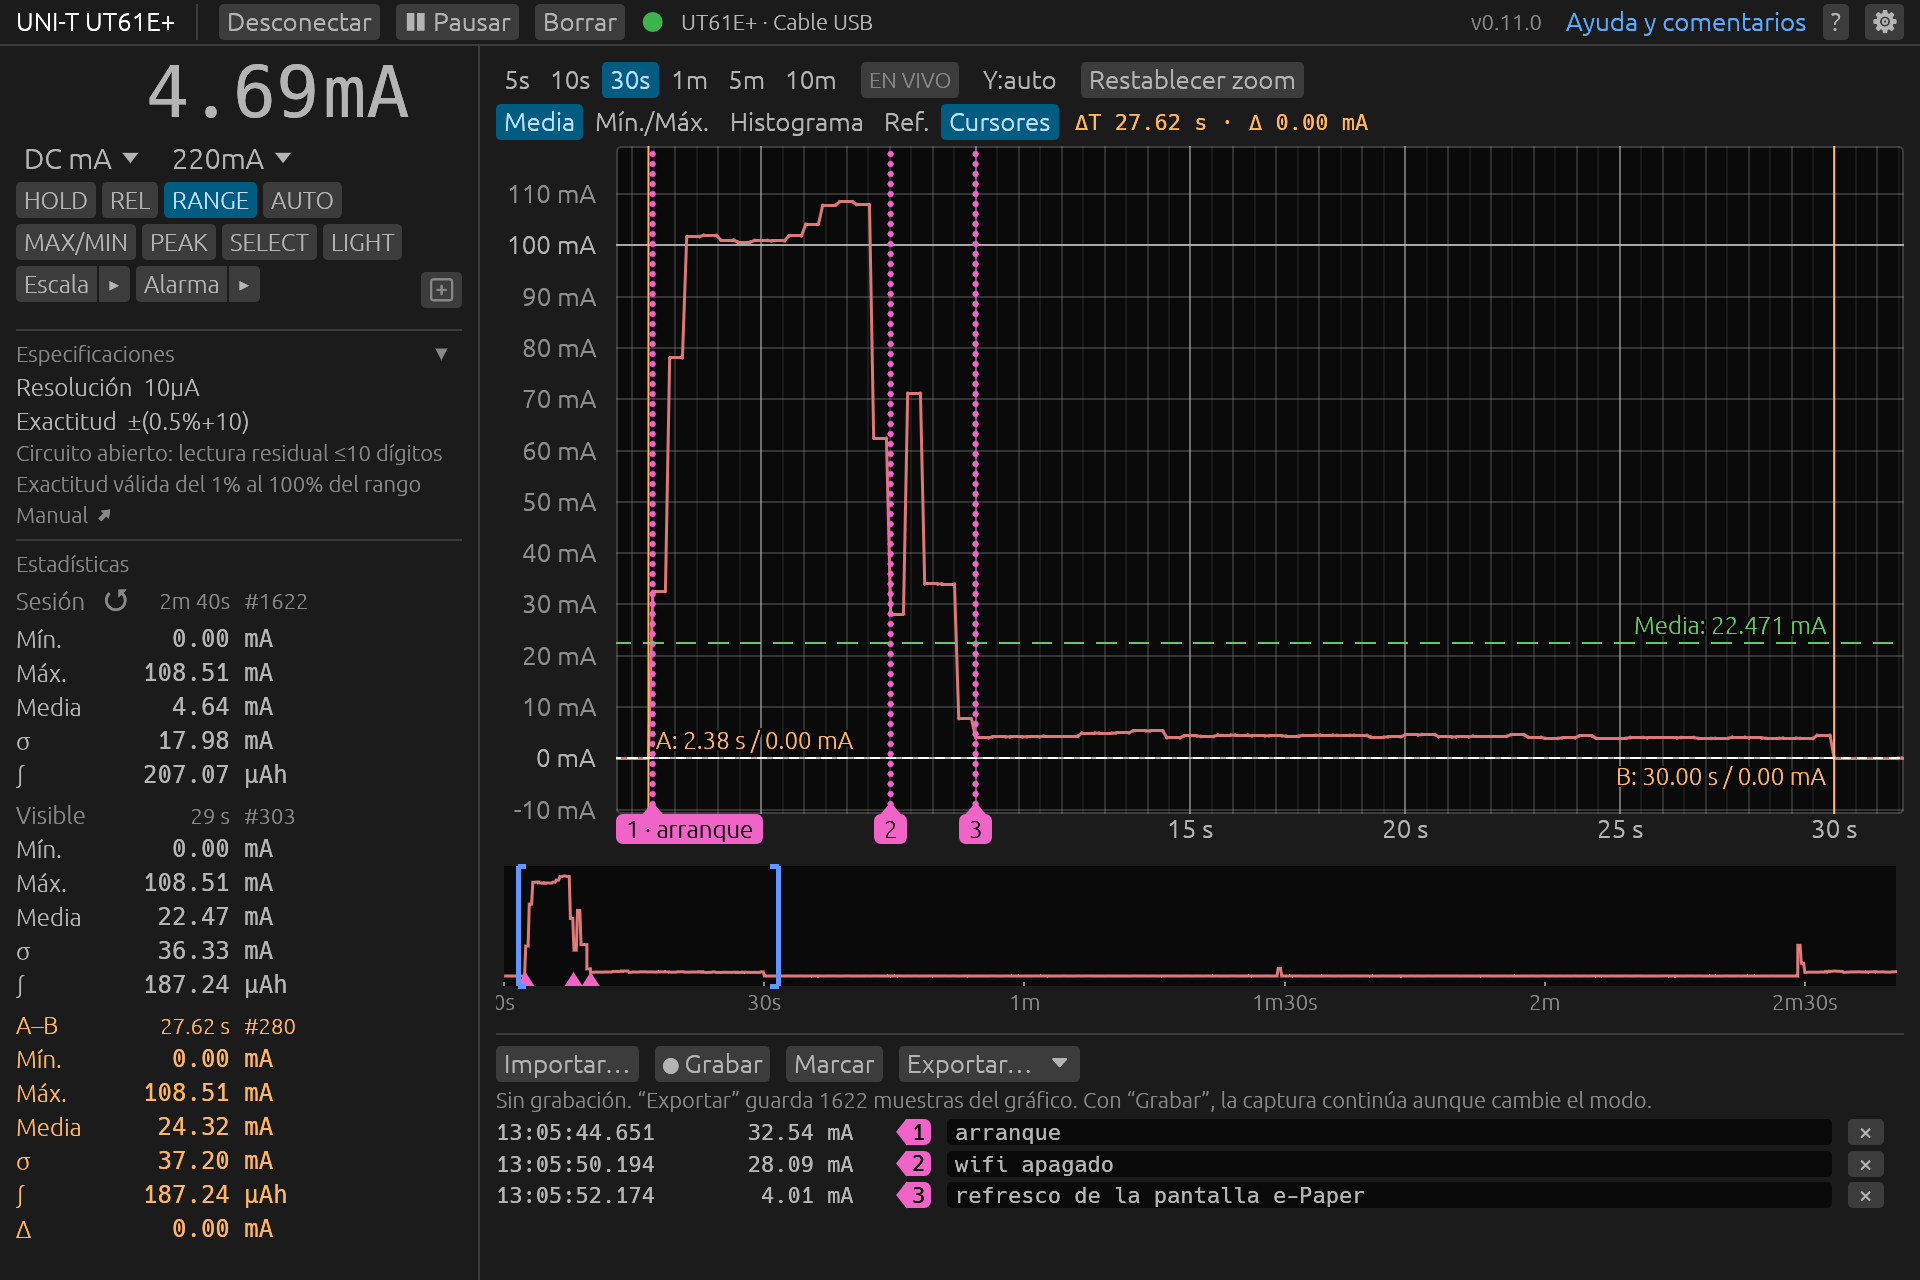 UNI-T UT61E+ Desconectar Pausar Borrar UT61E+ · Cable USB v0.11.0 Ayuda y comentarios ?
4.69mA
DC mA 220mA
HOLD REL RANGE AUTO
MAX/MIN PEAK SELECT LIGHT
Escala Alarma
Especificaciones
Resolución 10µA
Exactitud ±(0.5%+10)
Circuito abierto: lectura residual ≤10 dígitos
Exactitud válida del 1% al 100% del rango
Manual
Estadísticas
Sesión 2m 40s #1622
Mín. 0.00 mA
Máx. 108.51 mA
Media 4.64 mA
σ 17.98 mA
∫ 207.07 µAh
Visible 29 s #303
Mín. 0.00 mA
Máx. 108.51 mA
Media 22.47 mA
σ 36.33 mA
∫ 187.24 µAh
A–B 27.62 s #280
Mín. 0.00 mA
Máx. 108.51 mA
Media 24.32 mA
σ 37.20 mA
∫ 187.24 µAh
Δ 0.00 mA
5s 10s 30s 1m 5m 10m EN VIVO Y:auto Restablecer zoom
Media Mín./Máx. Histograma Ref. Cursores ΔT 27.62 s · Δ 0.00 mA
110 mA
100 mA
90 mA
80 mA
70 mA
60 mA
50 mA
40 mA
30 mA
20 mA
10 mA
0 mA
-10 mA
Media: 22.471 mA
A: 2.38 s / 0.00 mA
B: 30.00 s / 0.00 mA
1 · arranque 2 3 15 s 20 s 25 s 30 s
0s 30s 1m 1m30s 2m 2m30s
Importar… Grabar Marcar Exportar…
Sin grabación. “Exportar” guarda 1622 muestras del gráfico. Con “Grabar”, la captura continúa aunque cambie el modo.
13:05:44.651 32.54 mA 1 arranque ×
13:05:50.194 28.09 mA 2 wifi apagado ×
13:05:52.174 4.01 mA 3 refresco de la pantalla e-Paper ×